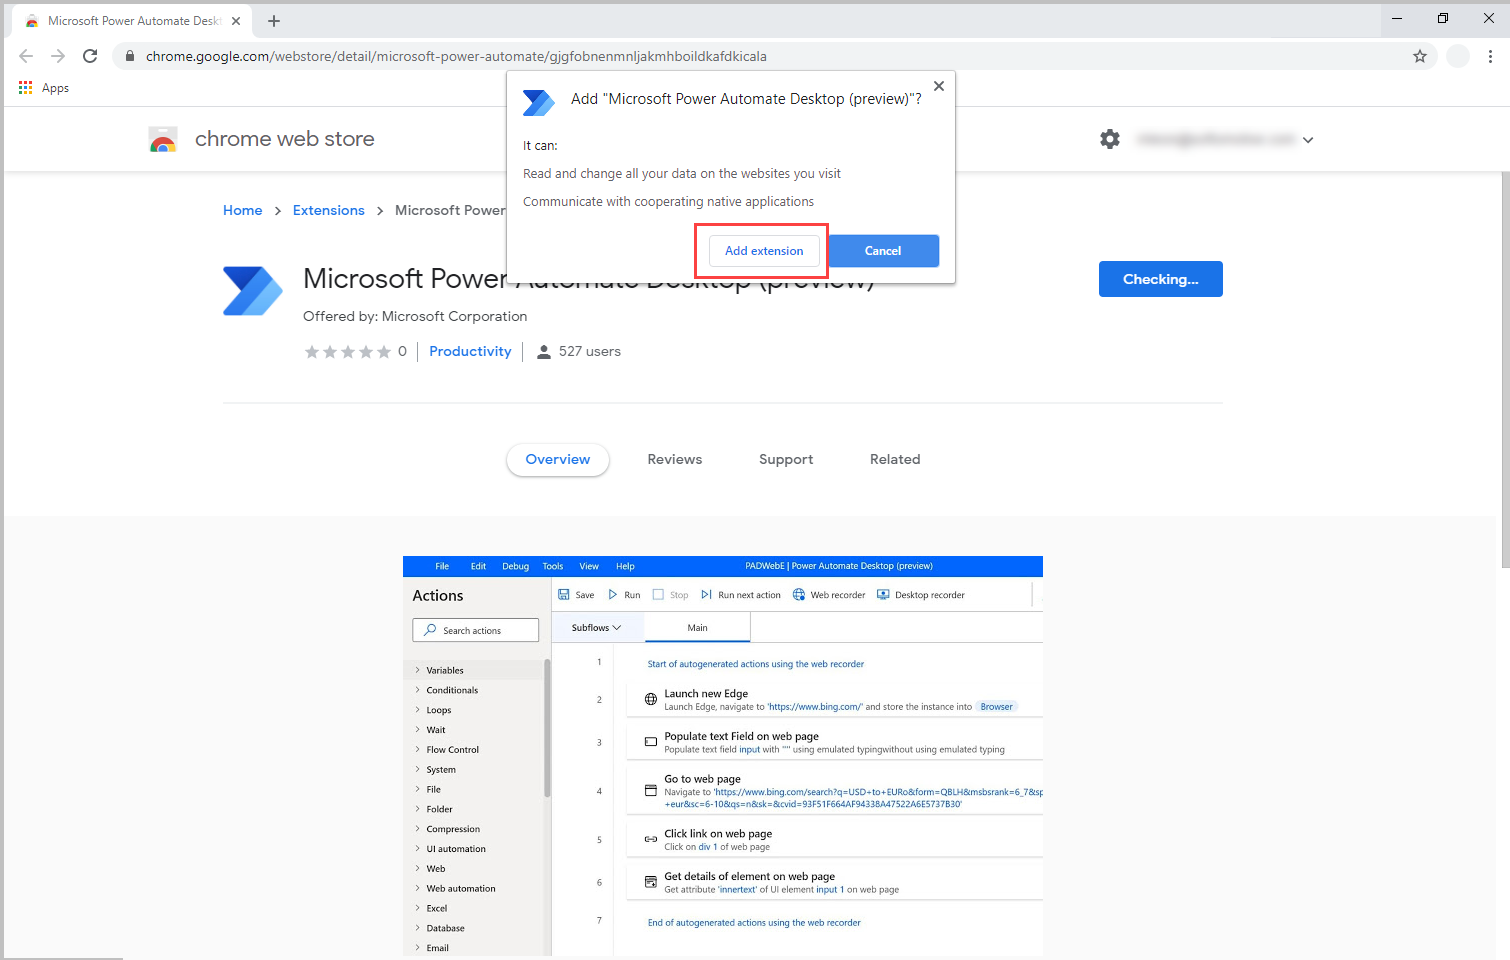 Microsoft Power Automate Deskt
chrome.google.com/webstore/detail/microsoft-power-automate/gjgfobnenmnljakmhboildkafdkicala
Apps
Add "Microsoft Power Automate Desktop (preview)"?
It can:
Read and change all your data on the websites you visit
Communicate with cooperating native applications
Add extension
Cancel
chrome web store
Home > Extensions > Microsoft Power
Microsoft Power Automate Desktop (preview)
Checking...
Offered by: Microsoft Corporation
0 Productivity 527 users
Overview Reviews Support Related
File Edit Debug Tools View Help PADWebE | Power Automate Desktop (preview)
Actions
Save Run Stop Run next action Web recorder Desktop recorder
Search actions
Subflows Main
Variables
Conditionals
Loops
Wait
Flow Control
System
File
Folder
Compression
UI automation
Web
Web automation
Excel
Database
Email
1 Start of autogenerated actions using the web recorder
2 Launch new Edge
Launch Edge, navigate to 'https://www.bing.com/' and store the instance into Browser
3 Populate text Field on web page
Populate text field input with "" using emulated typingwithout using emulated typing
4 Go to web page
Navigate to 'https://www.bing.com/search?q=USD+to+EURo&form=QBLH&msbsrank=6_7&sp
+eur&sc=6-10&qs=n&sk=&cvid=93F51F664AF94338A47522A6E5737B30'
5 Click link on web page
Click on div 1 of web page
6 Get details of element on web page
Get attribute 'innertext' of UI element input 1 on web page
7 End of autogenerated actions using the web recorder